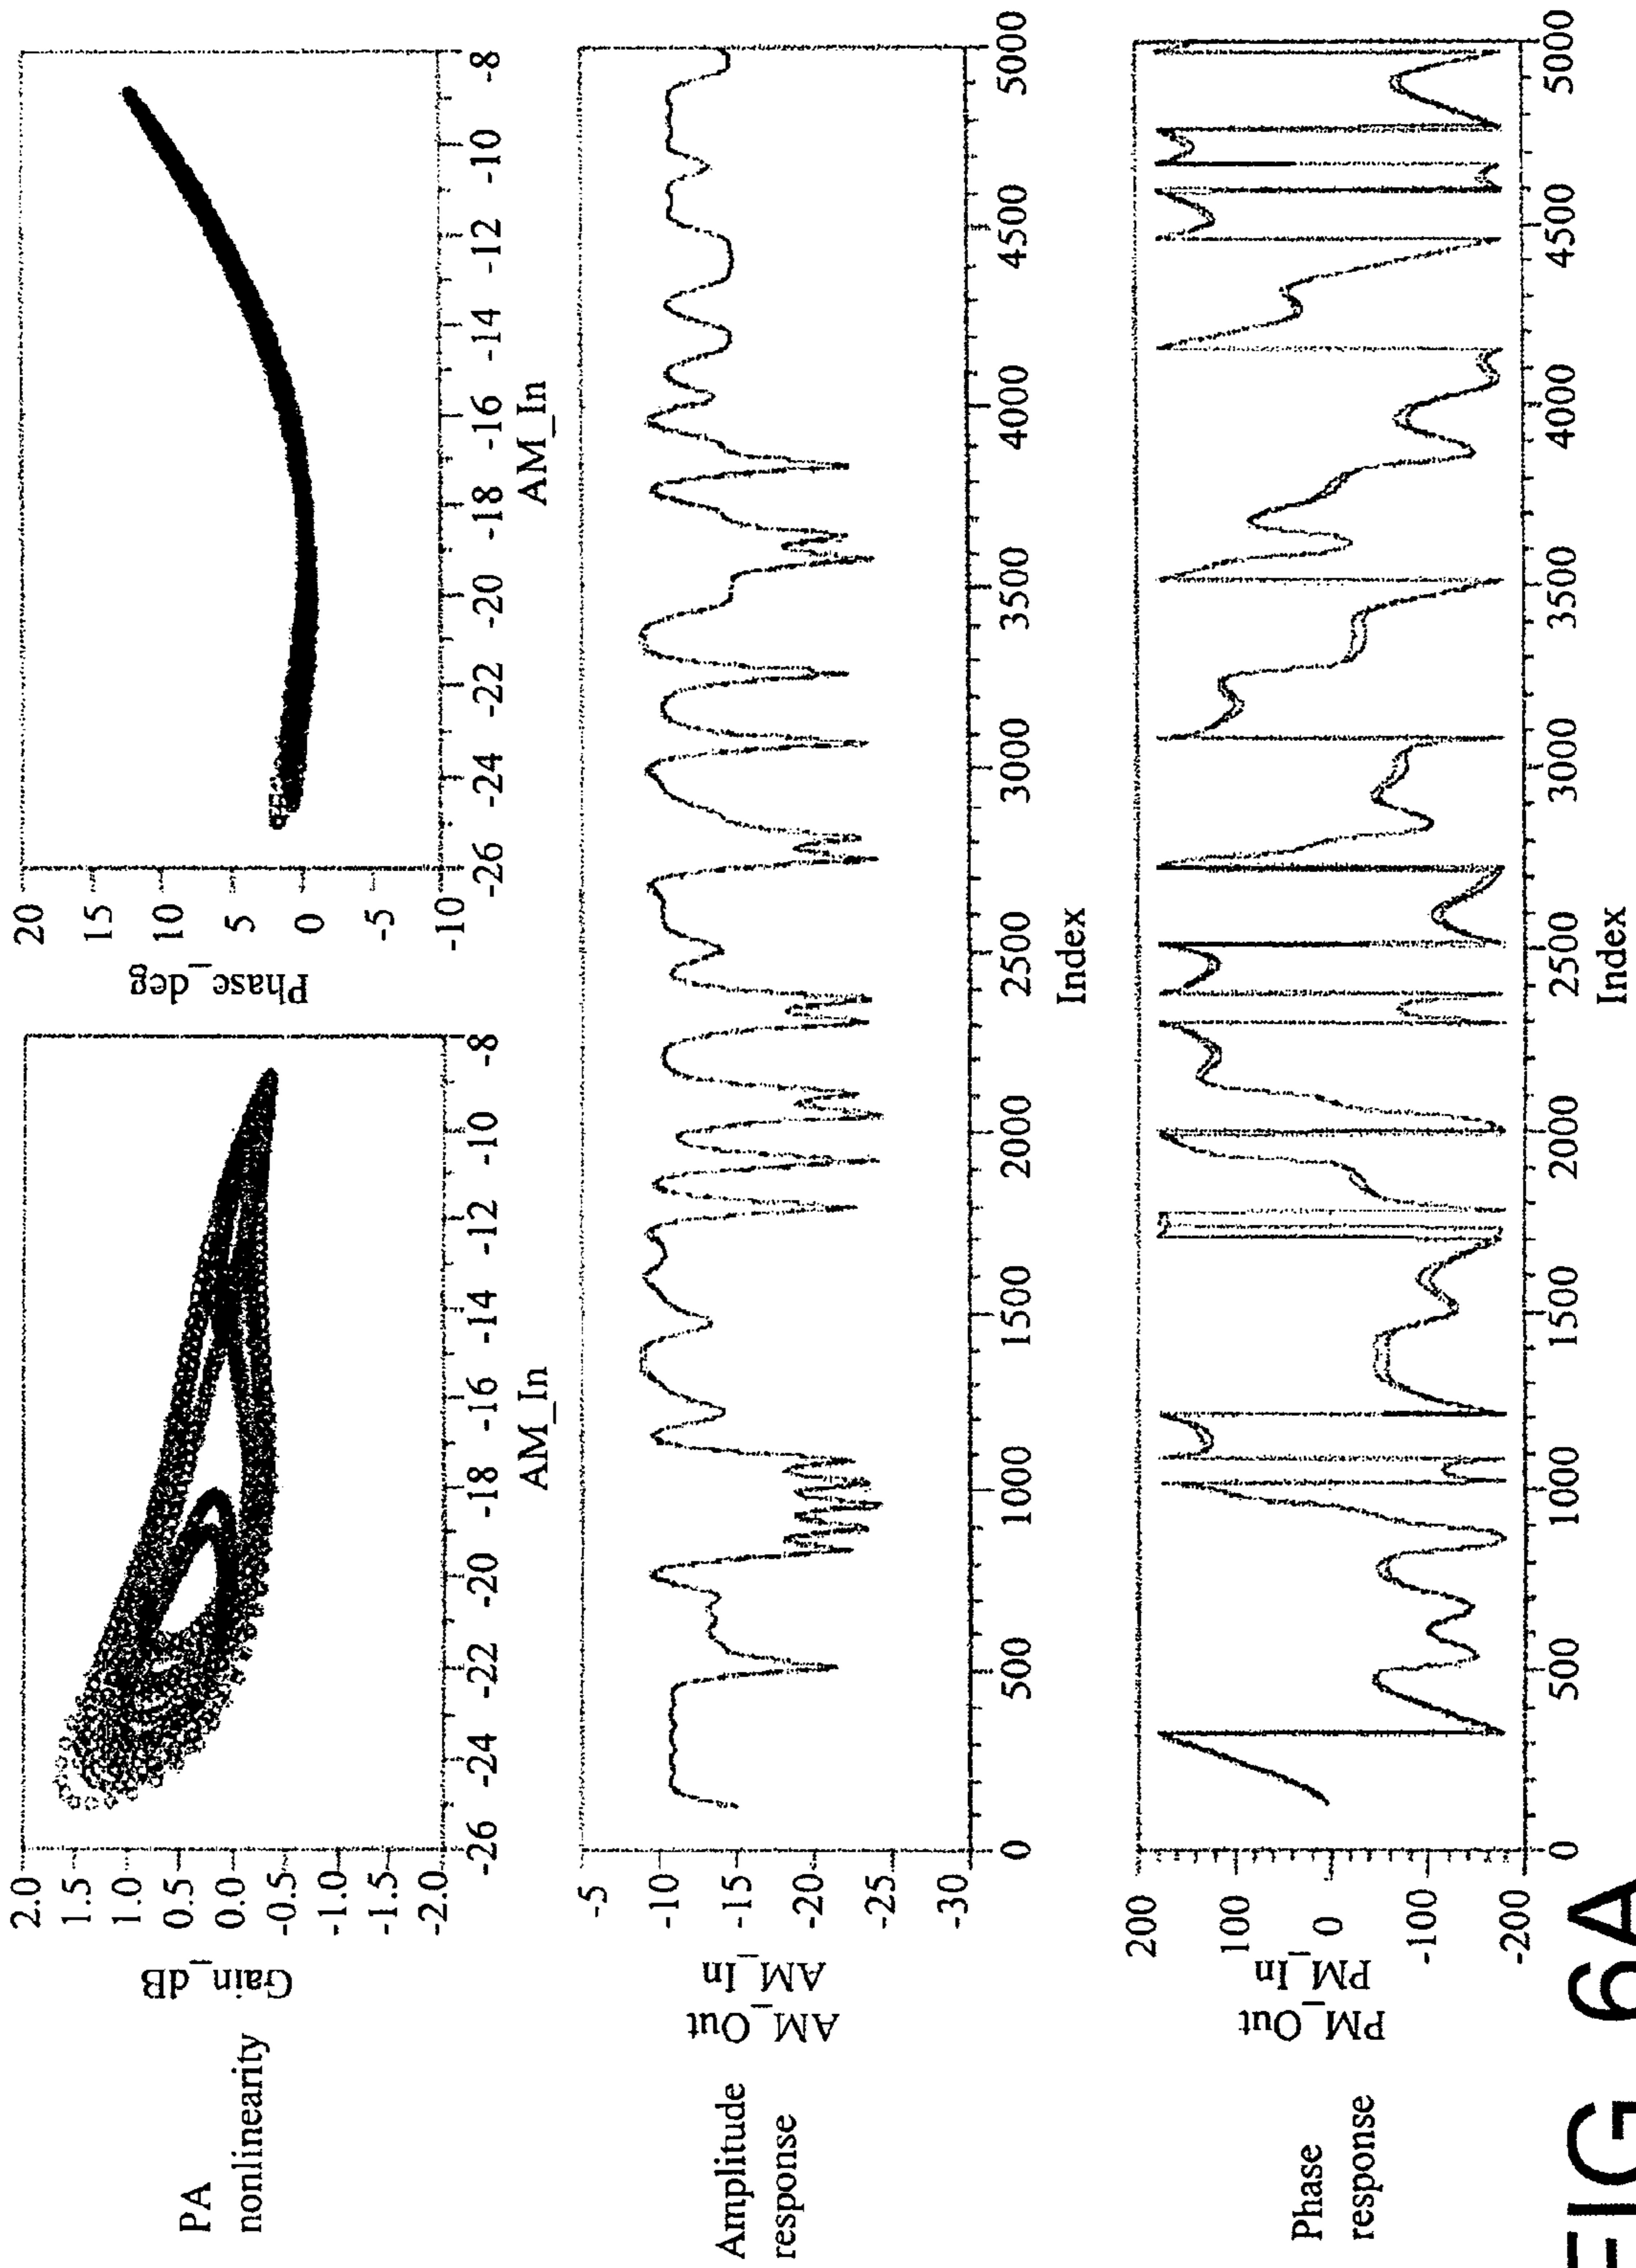 PA
nonlinearity
Gain_dB
2.0
1.5
1.0
0.5
0.0
-0.5
-1.0
-1.5
-2.0
-26 -24 -22 -20 -18 -16 -14 -12 -10 -8
AM_In
Phase_deg
20
15
10
5
0
-5
-10
-26 -24 -22 -20 -18 -16 -14 -12 -10 -8
AM_In
Amplitude
response
AM_Out
AM_In
-5
-10
-15
-20
-25
-30
0 500 1000 1500 2000 2500 3000 3500 4000 4500 5000
Index
Phase
response
PM_Out
PM_In
200
100
0
-100
-200
0 500 1000 1500 2000 2500 3000 3500 4000 4500 5000
Index
FIG 6A